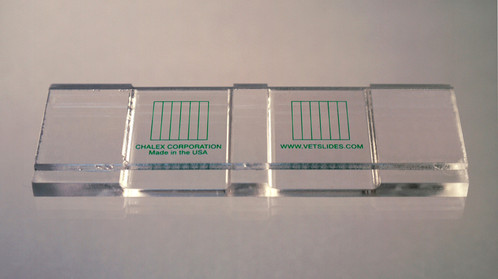 CHALEX CORPORATION
Made in the USA
WWW.VETSLIDES.COM